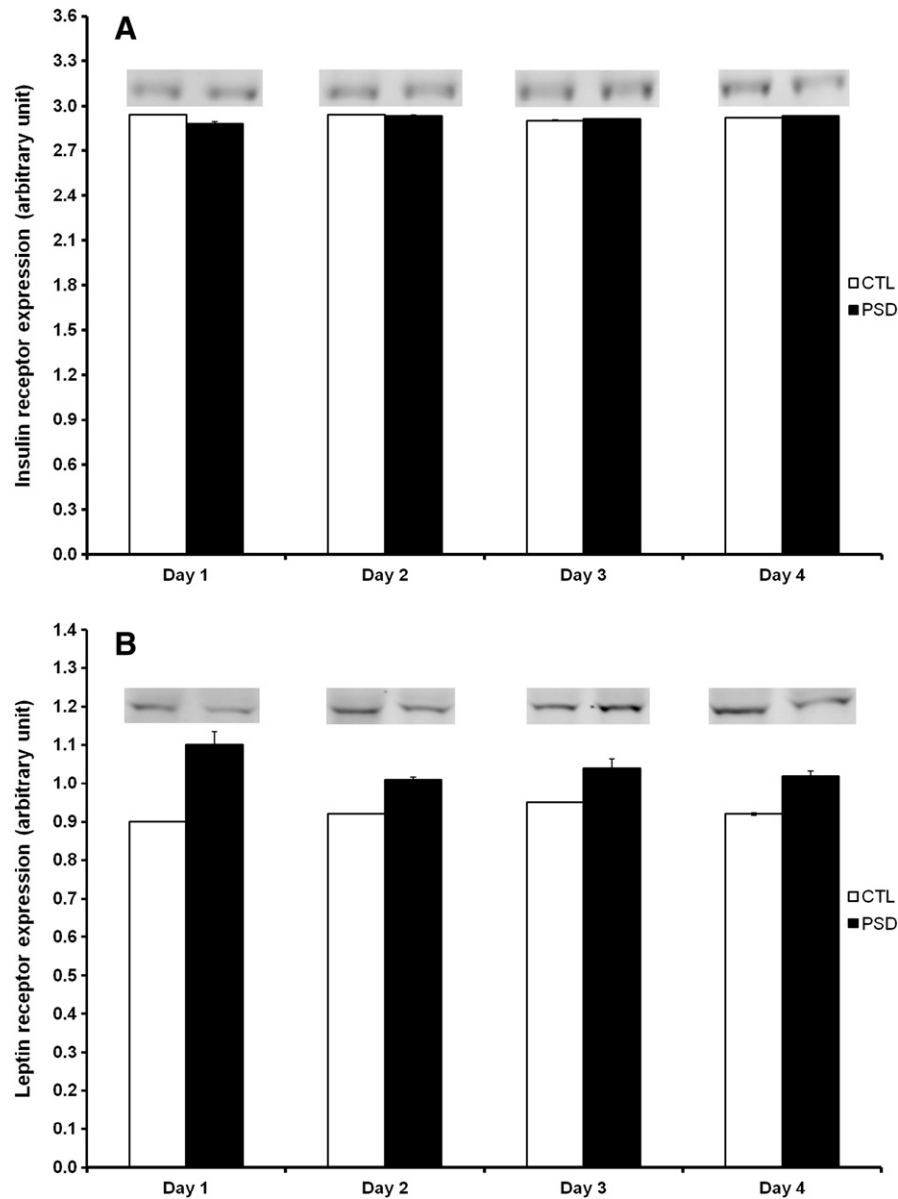 A
Insulin receptor expression (arbitrary unit)
3.6
3.3
3.0
2.7
2.4
2.1
1.8
1.5
1.2
0.9
0.6
0.3
0.0
Day 1 Day 2 Day 3 Day 4
CTL
PSD
B
Leptin receptor expression (arbitrary unit)
1.4
1.3
1.2
1.1
1.0
0.9
0.8
0.7
0.6
0.5
0.4
0.3
0.2
0.1
0.0
Day 1 Day 2 Day 3 Day 4
CTL
PSD